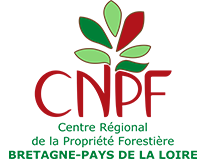 CNPF
Centre Régional
de la Propriété Forestière
BRETAGNE-PAYS DE LA LOIRE